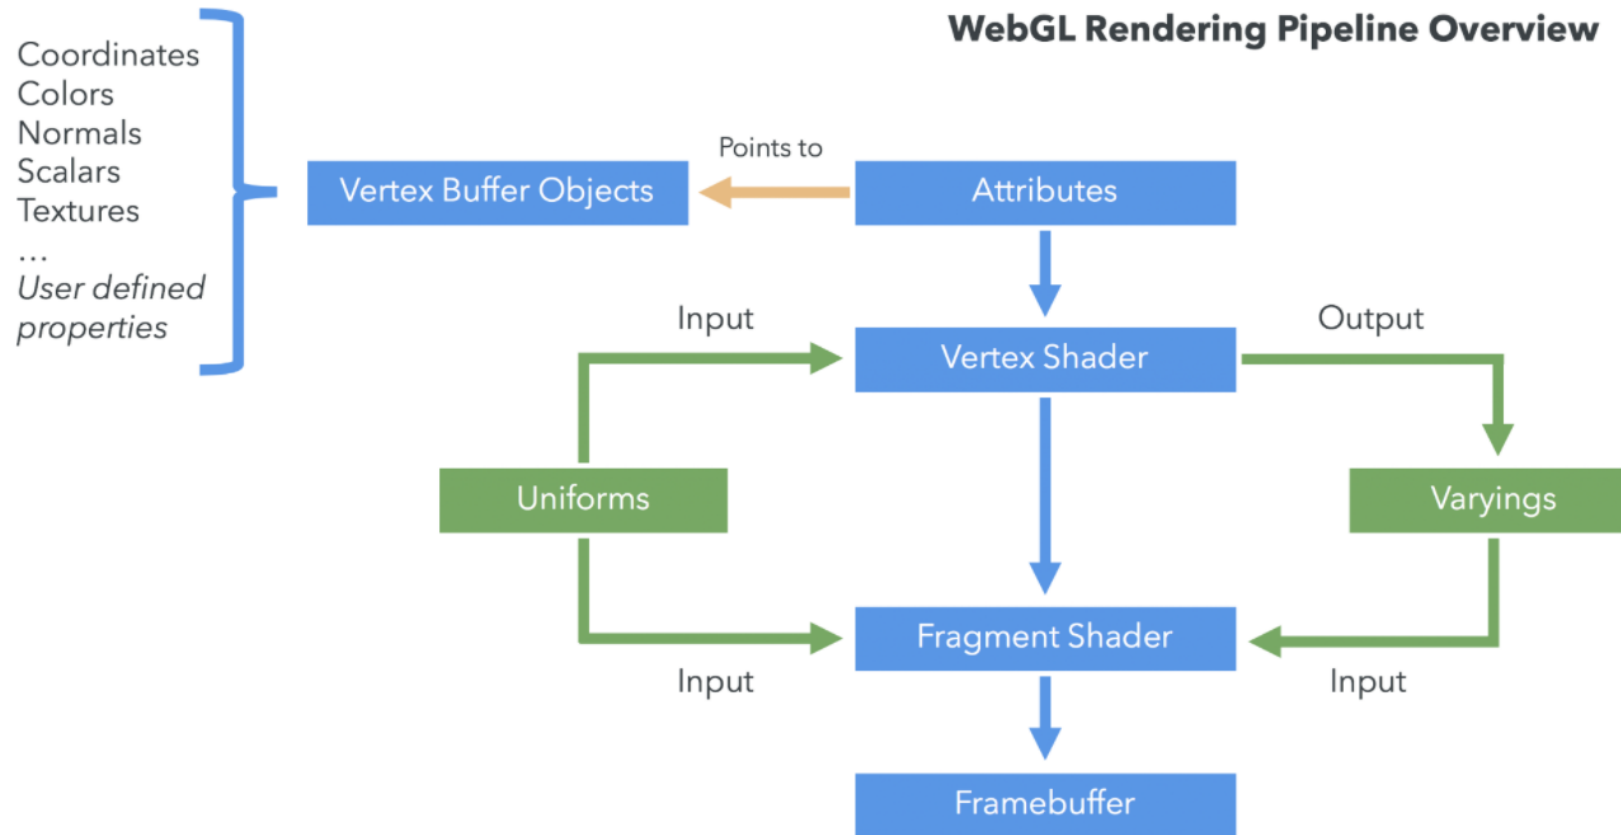 WebGL Rendering Pipeline Overview
Coordinates
Colors
Normals
Scalars
Textures
...
User defined
properties
Points to
Vertex Buffer Objects
Attributes
Input
Output
Vertex Shader
Uniforms
Varyings
Fragment Shader
Input
Input
Framebuffer